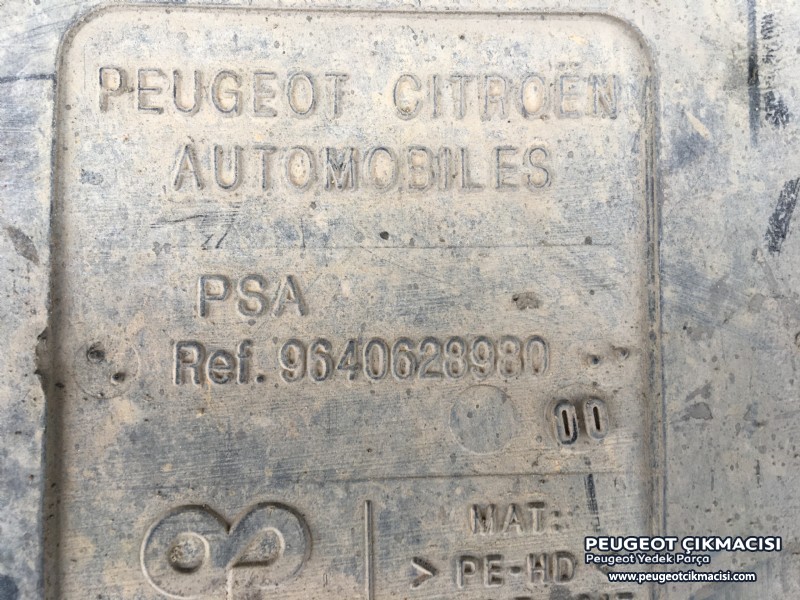 PEUGEOT CITROËN
AUTOMOBILES
PSA
Ref. 9640628980
00
MAT:
> PE-HD
PEUGEOT ÇIKMACISI
Peugeot Yedek Parça
www.peugeotcikmacisi.com